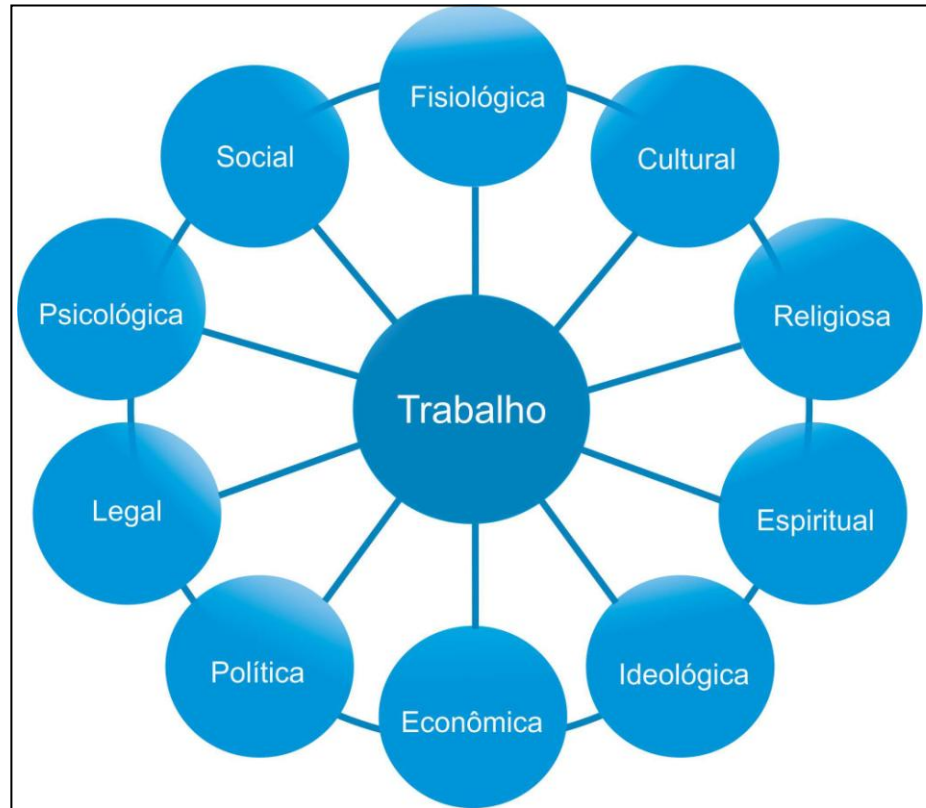 Fisiológica
Social
Cultural
Psicológica
Religiosa
Trabalho
Legal
Espiritual
Política
Ideológica
Econômica